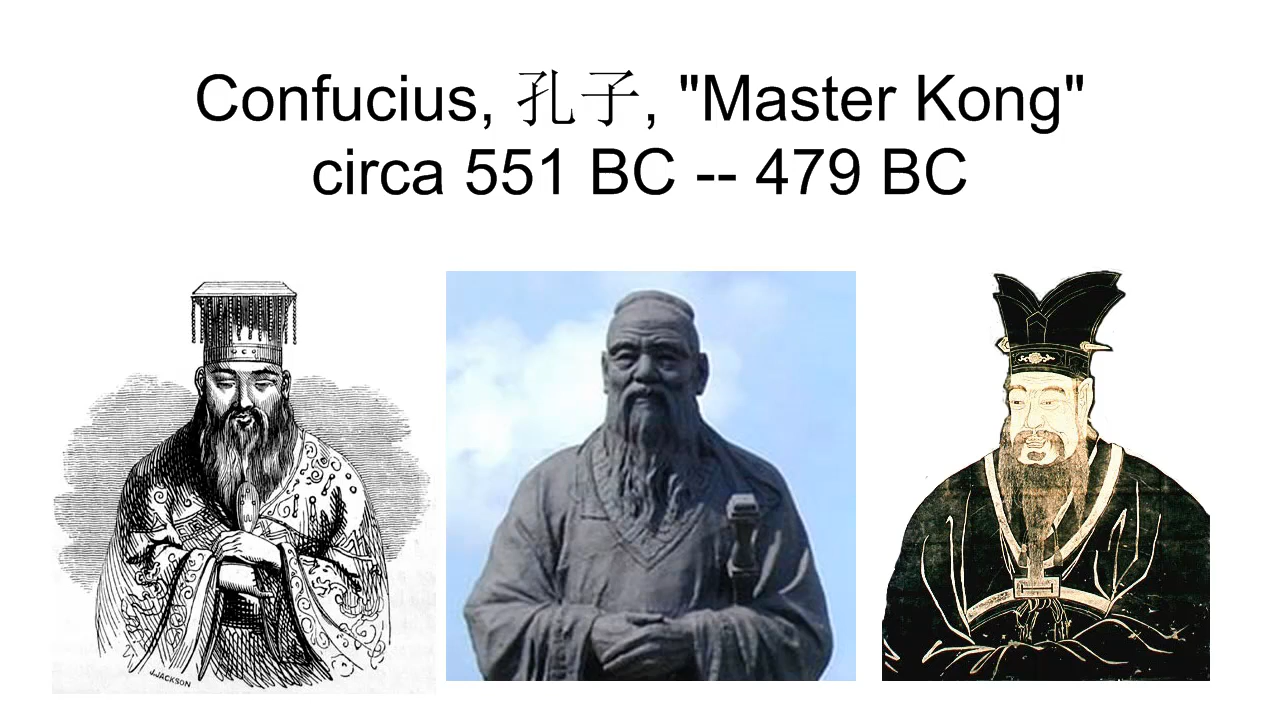 Confucius, 孔子, "Master Kong"
circa 551 BC -- 479 BC
J.JACKSON